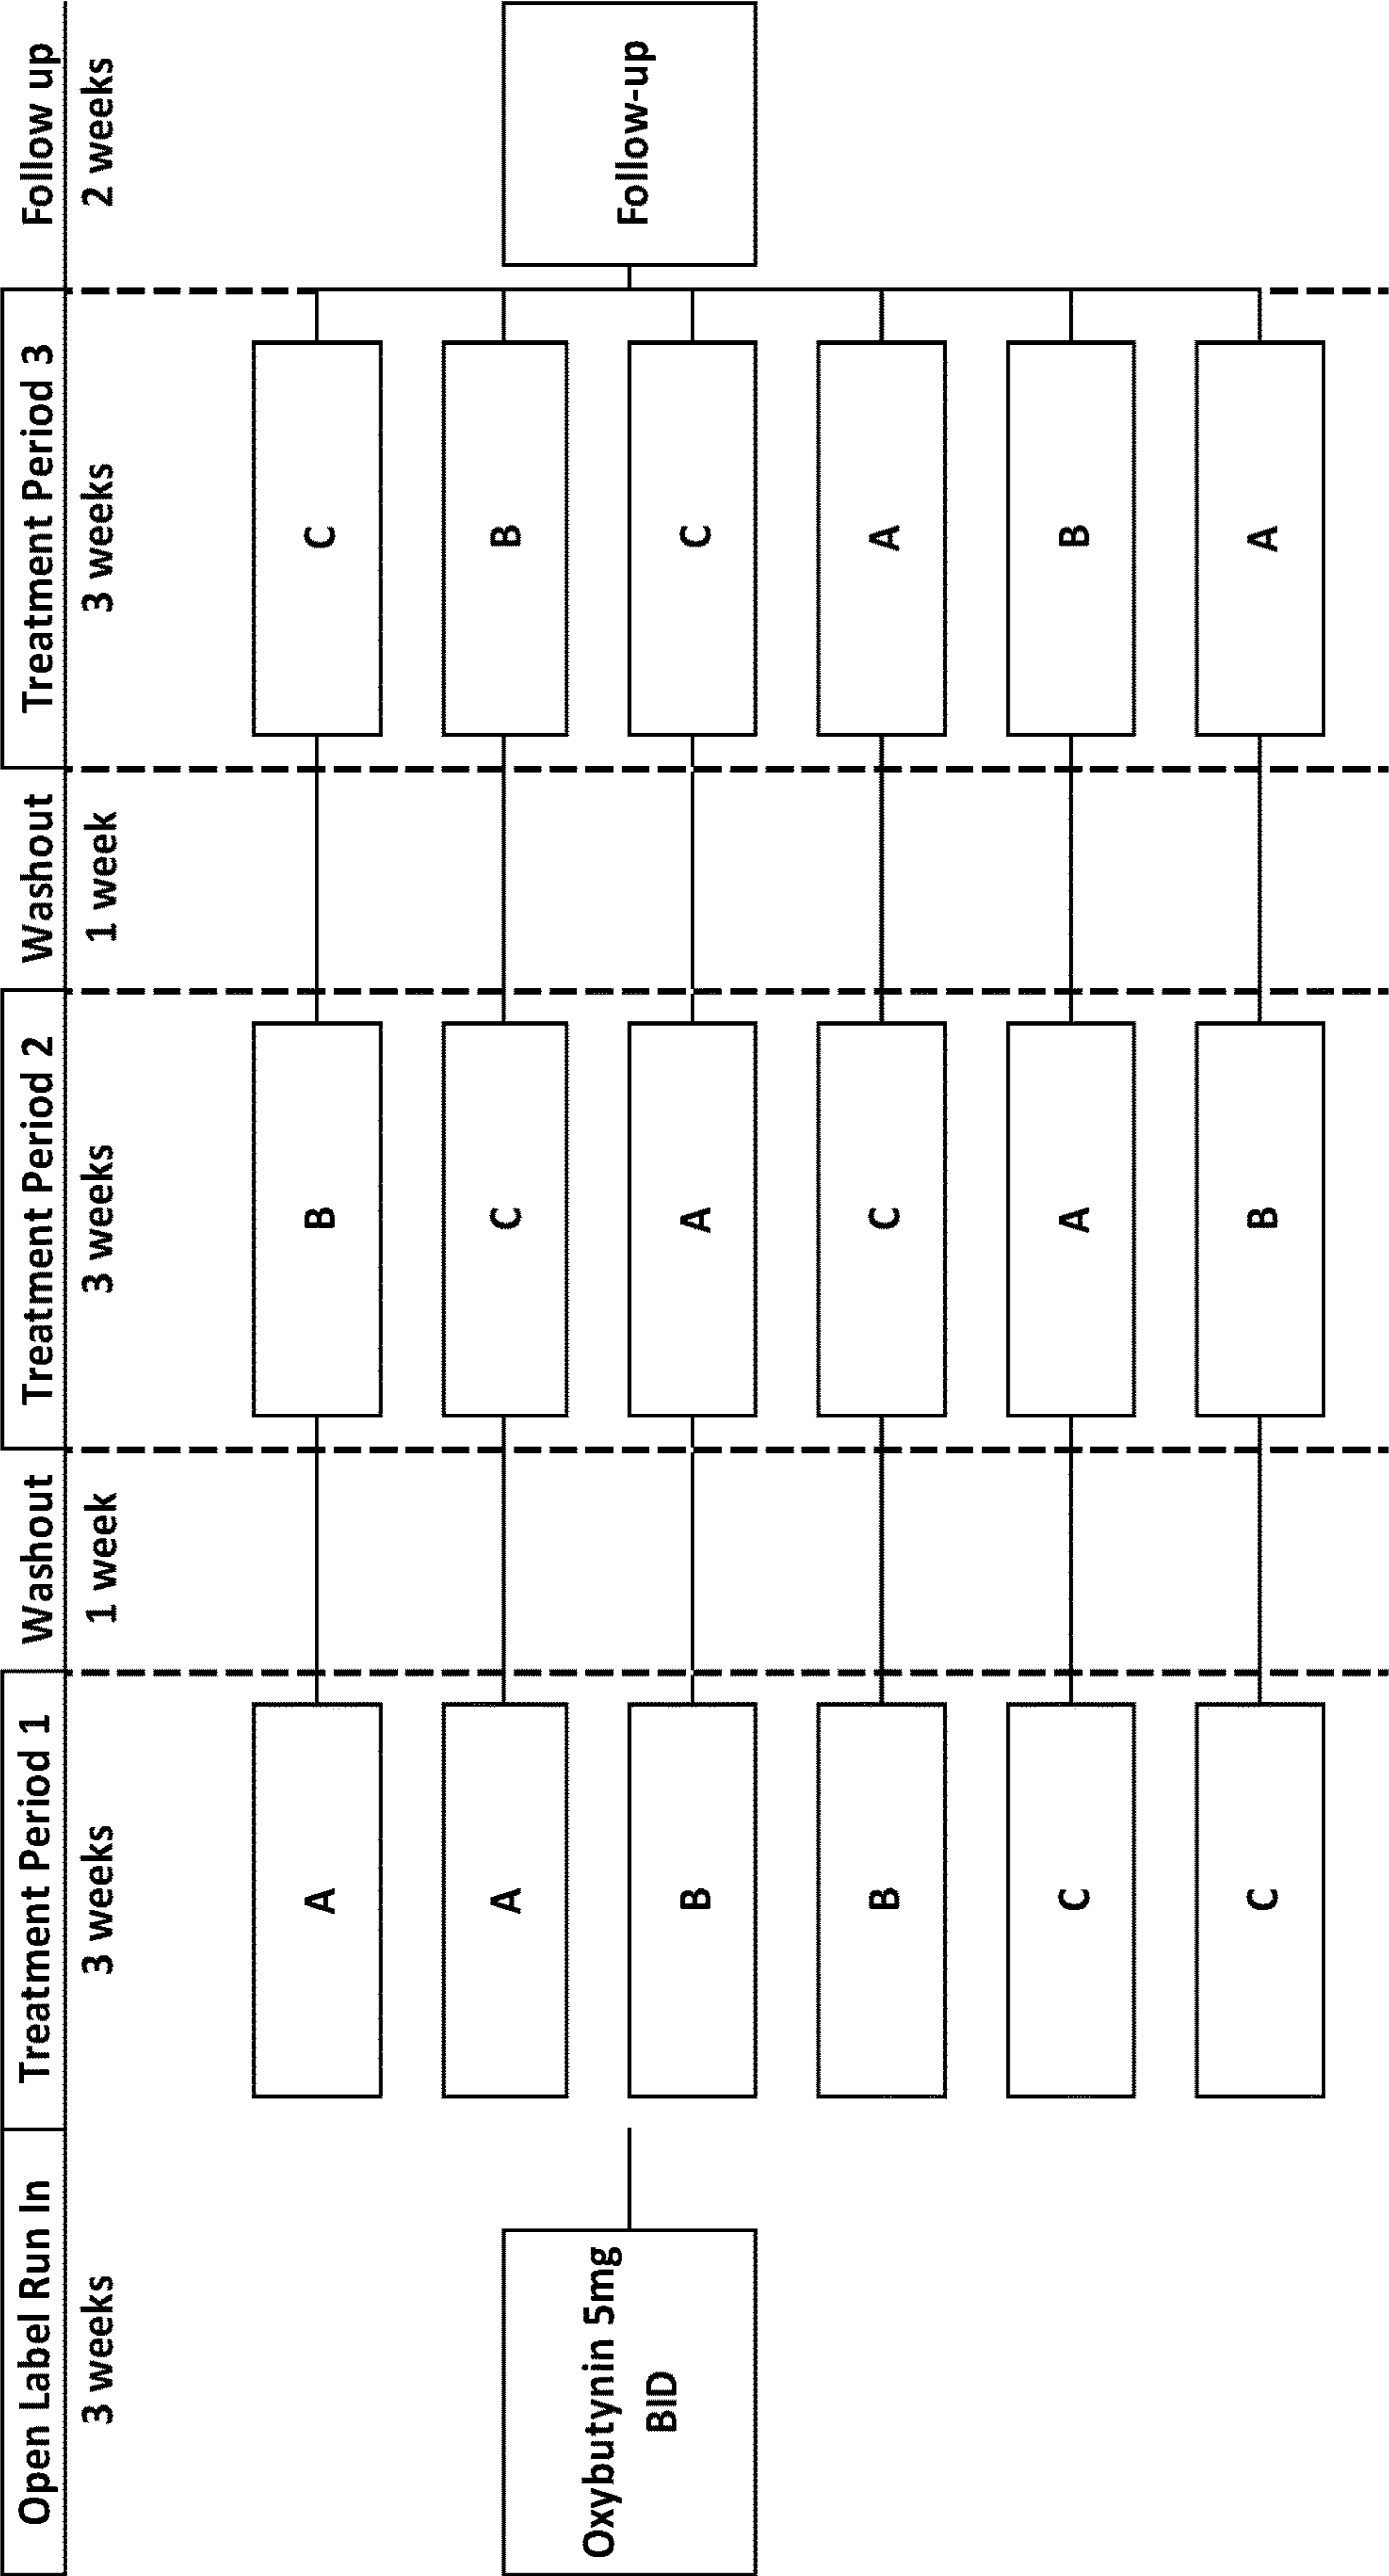 Open Label Run In
Treatment Period 1
Washout
Treatment Period 2
Washout
Treatment Period 3
Follow up
3 weeks
3 weeks
1 week
3 weeks
1 week
3 weeks
2 weeks
A
B
C
A
C
B
Oxybutynin 5mg
BID
B
A
C
Follow-up
B
C
A
C
A
B
C
B
A